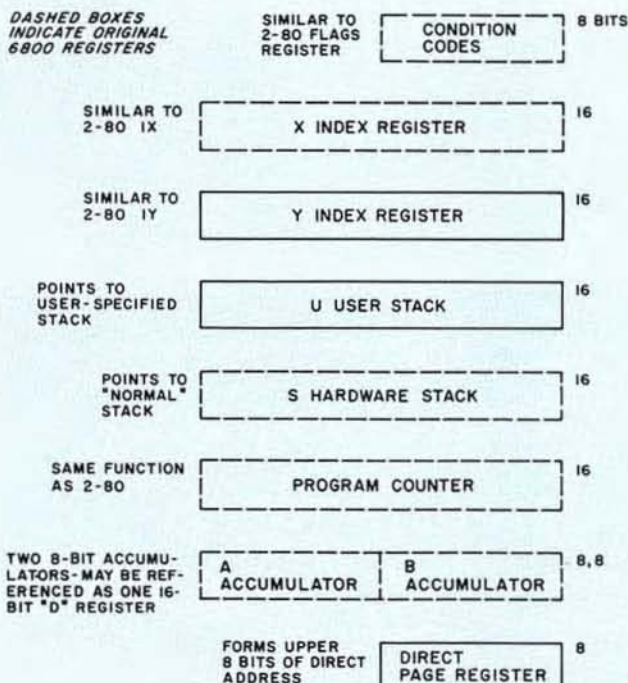 DASHED BOXES
INDICATE ORIGINAL
6800 REGISTERS
SIMILAR TO
2-80 FLAGS
REGISTER
CONDITION
CODES
8 BITS
SIMILAR TO
2-80 IX
X INDEX REGISTER
16
SIMILAR TO
2-80 IY
Y INDEX REGISTER
16
POINTS TO
USER-SPECIFIED
STACK
U USER STACK
16
POINTS TO
"NORMAL"
STACK
S HARDWARE STACK
16
SAME FUNCTION
AS 2-80
PROGRAM COUNTER
16
TWO 8-BIT ACCUMU-
LATORS-MAY BE REF-
ERENCED AS ONE 16-
BIT "D" REGISTER
A
ACCUMULATOR
B
ACCUMULATOR
8,8
FORMS UPPER
8 BITS OF DIRECT
ADDRESS
DIRECT
PAGE REGISTER
8